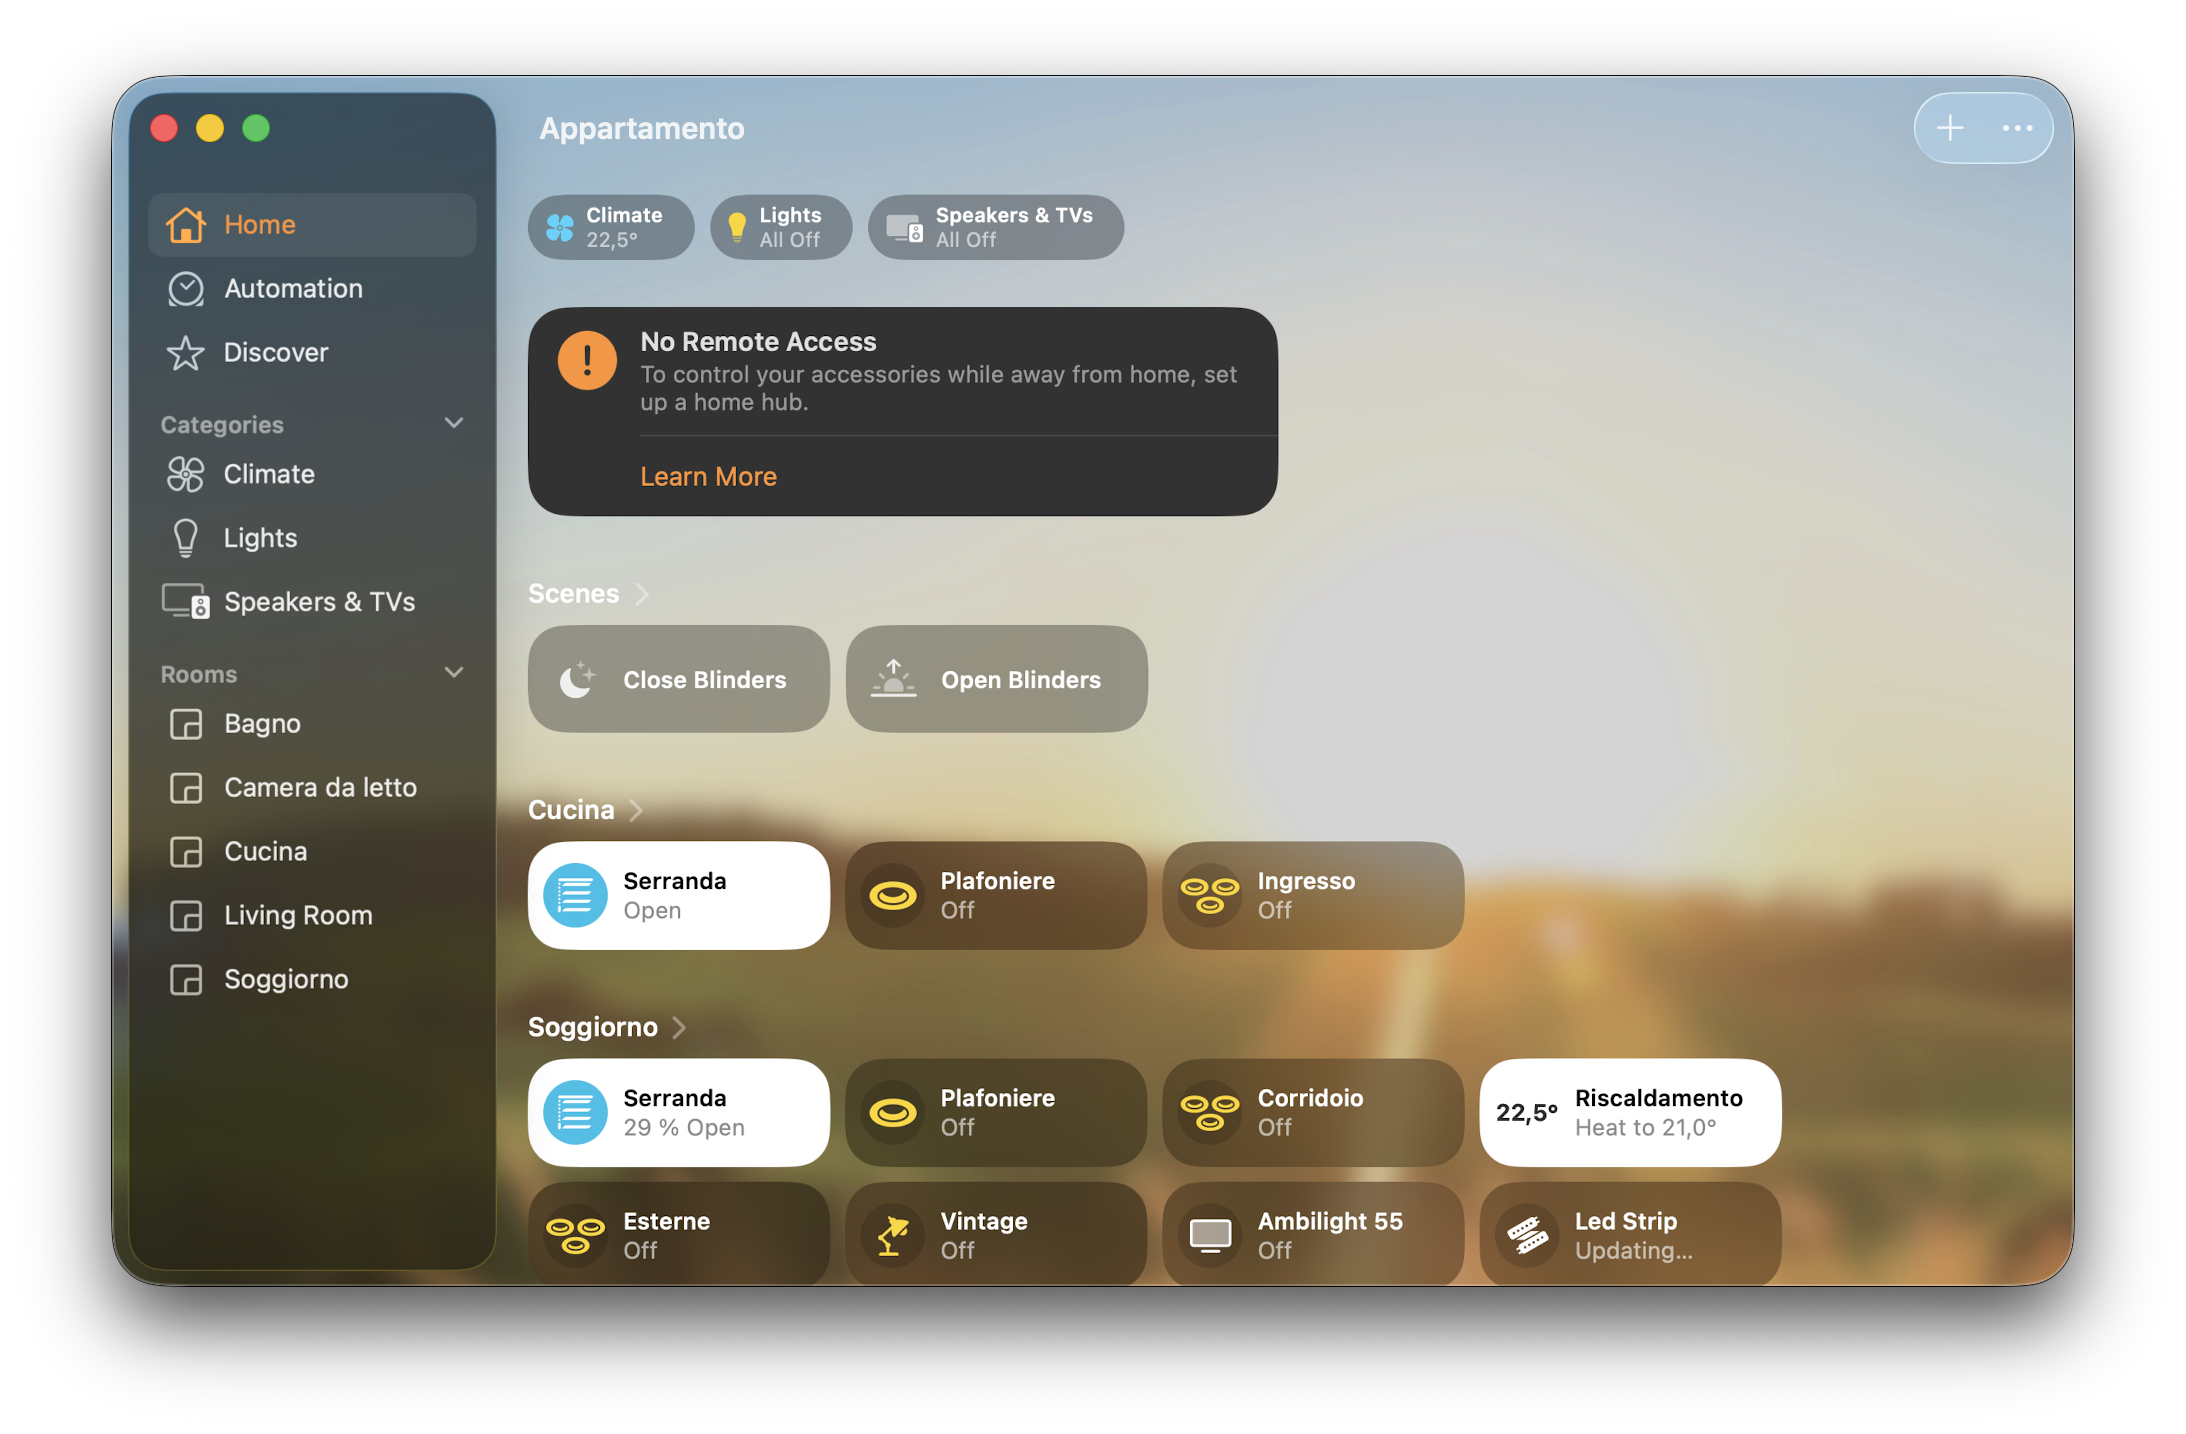 Home
Automation
Discover
Categories
Climate
Lights
Speakers & TVs
Rooms
Bagno
Camera da letto
Cucina
Living Room
Soggiorno
Appartamento
Climate
22,5°
Lights
All Off
Speakers & TVs
All Off
No Remote Access
To control your accessories while away from home, set
up a home hub.
Learn More
Scenes
Close Blinders
Open Blinders
Cucina
Serranda
Open
Plafoniere
Off
Ingresso
Off
Soggiorno
Serranda
29 % Open
Plafoniere
Off
Corridoio
Off
22,5°
Riscaldamento
Heat to 21,0°
Esterne
Off
Vintage
Off
Ambilight 55
Off
Led Strip
Updating...